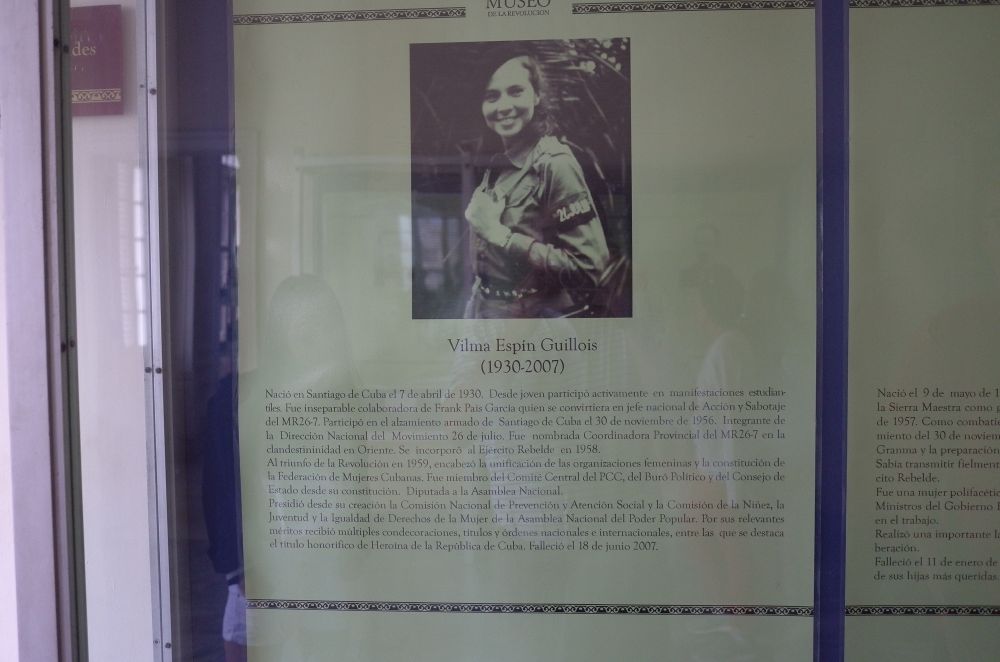 des
MUSEO
DE LA REVOLUCION
Vilma Espín Guillois
(1930-2007)
Nació en Santiago de Cuba el 7 de abril de 1930. Desde joven participó activamente en manifestaciones estudian-
tiles. Fue inseparable colaboradora de Frank País García quien se convirtiera en jefe nacional de Acción y Sabotaje
del MR26-7. Participó en el alzamiento armado de Santiago de Cuba el 30 de noviembre de 1956. Integrante de
la Dirección Nacional del Movimiento 26 de julio. Fue nombrada Coordinadora Provincial del MR26-7 en la
clandestininidad en Oriente. Se incorporó al Ejército Rebelde en 1958.
Al triunfo de la Revolución en 1959, encabezó la unificación de las organizaciones femeninas y la constitución de
la Federación de Mujeres Cubanas. Fue miembro del Comité Central del PCC, del Buró Político y del Consejo de
Estado desde su constitución. Diputada a la Asamblea Nacional.
Presidió desde su creación la Comisión Nacional de Prevención y Atención Social y la Comisión de la Niñez, la
Juventud y la Igualdad de Derechos de la Mujer de la Asamblea Nacional del Poder Popular. Por sus relevantes
méritos recibió múltiples condecoraciones, títulos y órdenes nacionales e internacionales, entre las que se destaca
el título honorífico de Heroína de la República de Cuba. Falleció el 18 de junio 2007.
Nació el 9 de mayo de 1
la Sierra Maestra como
de 1957. Como combatie
miento del 30 de noviem
Granma y la preparación
Sabía transmitir fielment
cito Rebelde.
Fue una mujer polifacétic
Ministros del Gobierno
en el trabajo.
Realizó una importante la
beración.
Falleció el 11 de enero de
de sus hijas más queridas.